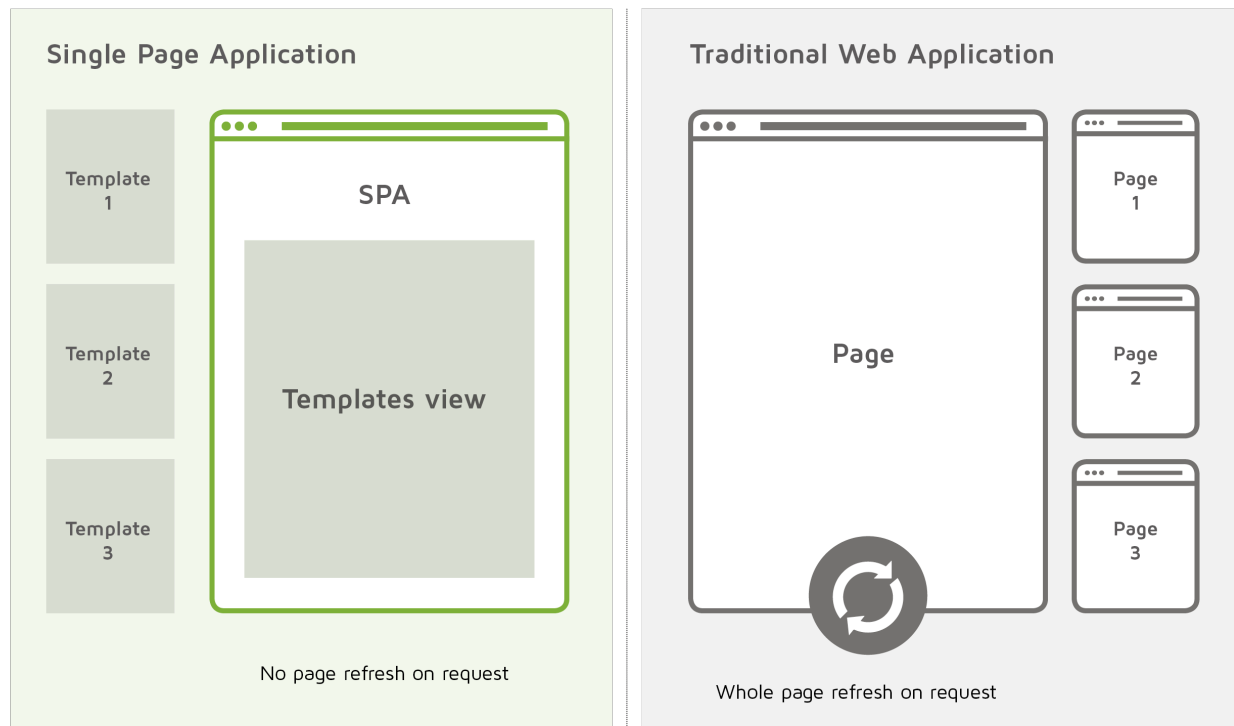 Single Page Application
Template
1
Template
2
Template
3
SPA
Templates view
No page refresh on request
Traditional Web Application
Page
Page
1
Page
2
Page
3
Whole page refresh on request